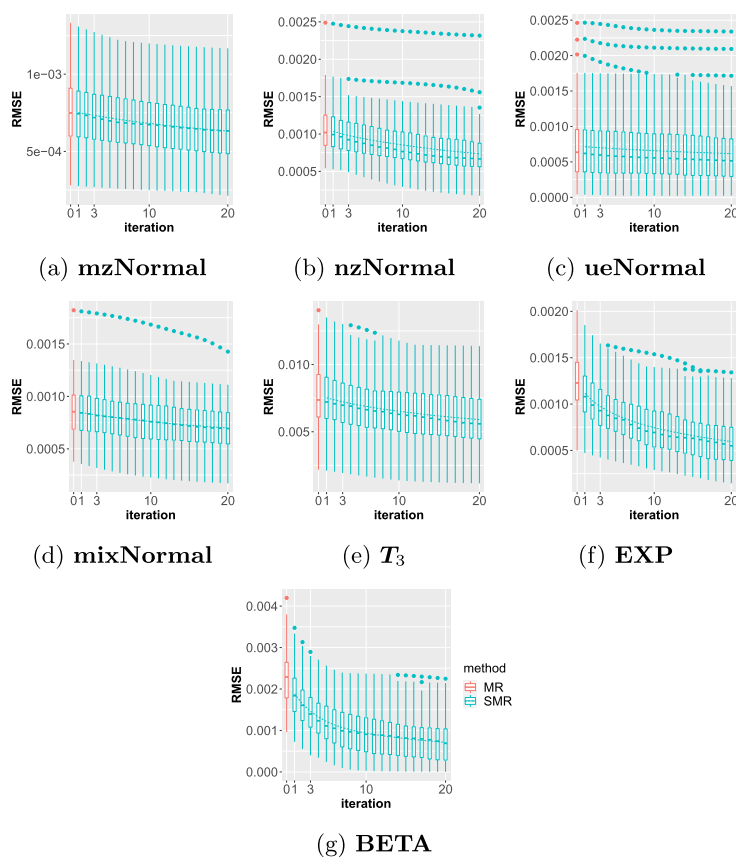 RMSE
1e−03
5e−04
0 1 3 10 20
iteration
(a) mzNormal
RMSE
0.0025
0.0020
0.0015
0.0010
0.0005
0 1 3 10 20
iteration
(b) nzNormal
RMSE
0.0025
0.0020
0.0015
0.0010
0.0005
0.0000
0 1 3 10 20
iteration
(c) ueNormal
RMSE
0.0015
0.0010
0.0005
0 1 3 10 20
iteration
(d) mixNormal
RMSE
0.010
0.005
0 1 3 10 20
iteration
(e) T₃
RMSE
0.0020
0.0015
0.0010
0.0005
0 1 3 10 20
iteration
(f) EXP
RMSE
0.004
0.003
0.002
0.001
0.000
0 1 3 10 20
iteration
method
MR
SMR
(g) BETA